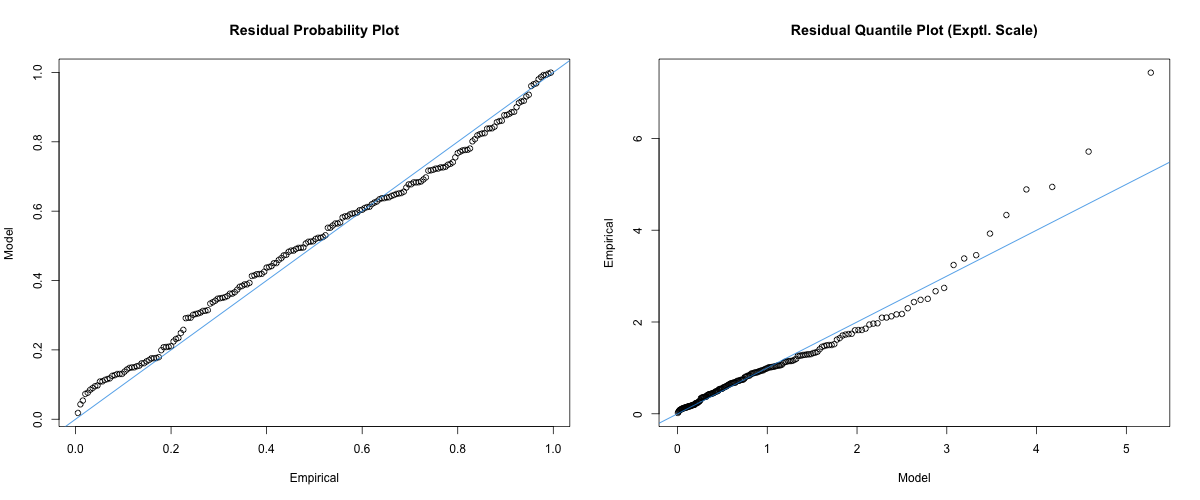 Residual Probability Plot
Model
0.0 0.2 0.4 0.6 0.8 1.0
0.0 0.2 0.4 0.6 0.8 1.0
Empirical
Residual Quantile Plot (Exptl. Scale)
Empirical
0 2 4 6
0 1 2 3 4 5
Model